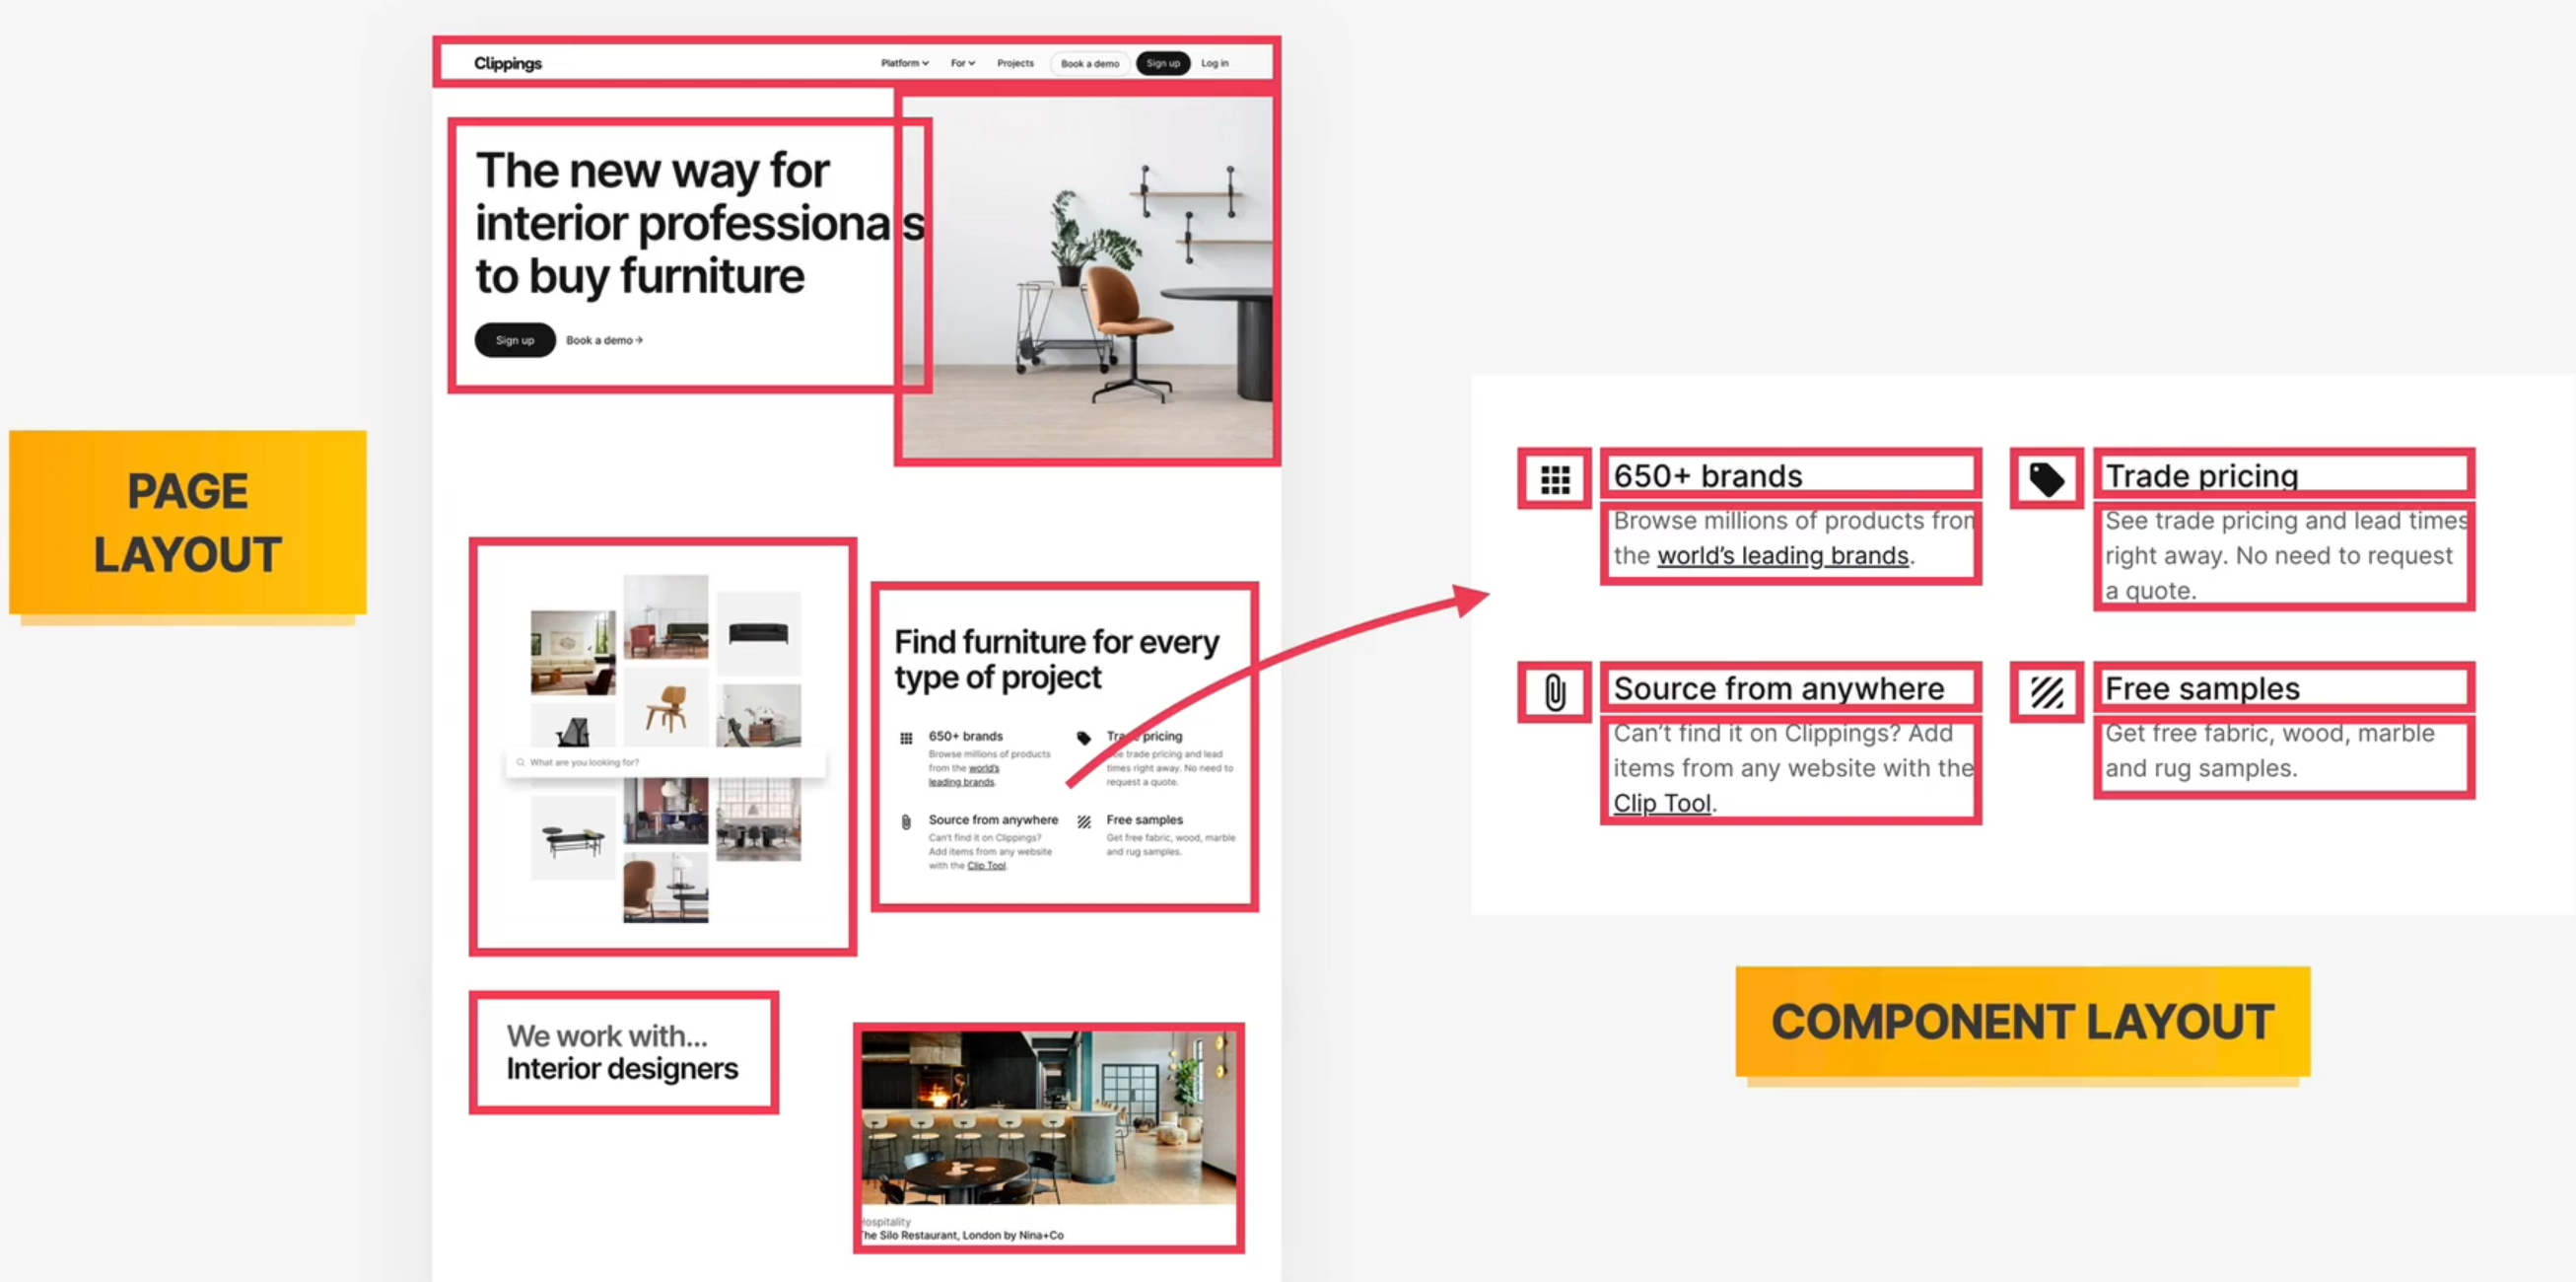 Clippings
Platform
For
Projects
Book a demo
Sign up
Log in
The new way for
interior professionals
to buy furniture
Sign up
Book a demo →
PAGE
LAYOUT
What are you looking for?
Find furniture for every
type of project
650+ brands
Browse millions of products
from the world's
leading brands.
Trade pricing
See trade pricing and lead
times right away. No need to
request a quote.
Source from anywhere
Can't find it on Clippings?
Add items from any website
with the Clip Tool.
Free samples
Get free fabric, wood, marble
and rug samples.
We work with...
Interior designers
Hospitality
The Silo Restaurant, London by Nina+Co
650+ brands
Browse millions of products from
the world's leading brands.
Trade pricing
See trade pricing and lead times
right away. No need to request
a quote.
Source from anywhere
Can't find it on Clippings? Add
items from any website with the
Clip Tool.
Free samples
Get free fabric, wood, marble
and rug samples.
COMPONENT LAYOUT